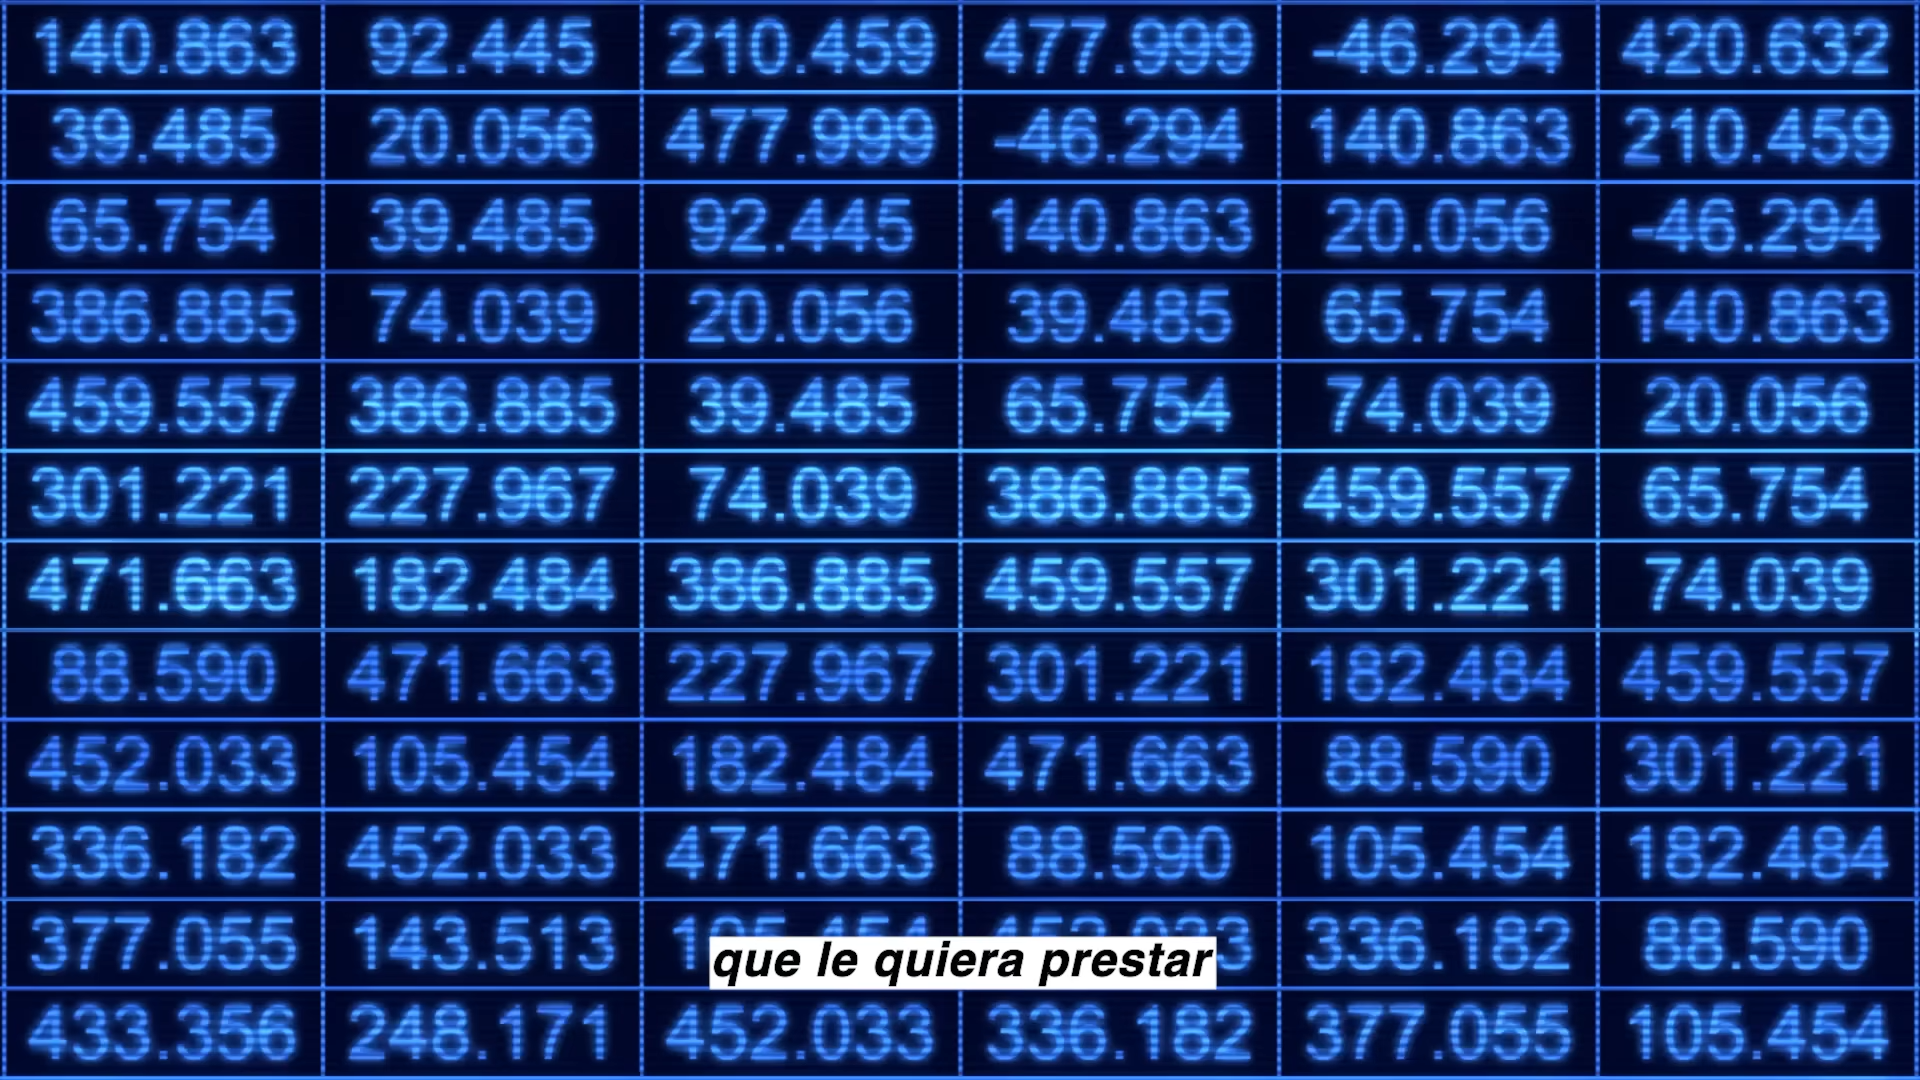 140.863 92.445 210.459 477.999 -46.294 420.632
39.485 20.056 477.999 -46.294 140.863 210.459
65.754 39.485 92.445 140.863 20.056 -46.294
386.885 74.039 20.056 39.485 65.754 140.863
459.557 386.885 39.485 65.754 74.039 20.056
301.221 227.967 74.039 386.885 459.557 65.754
471.663 182.484 386.885 459.557 301.221 74.039
88.590 471.663 227.967 301.221 182.484 459.557
452.033 105.454 182.484 471.663 88.590 301.221
336.182 452.033 471.663 88.590 105.454 182.484
377.055 143.513 105.454 452.033 336.182 88.590
que le quiera prestar
433.356 248.171 452.033 336.182 377.055 105.454